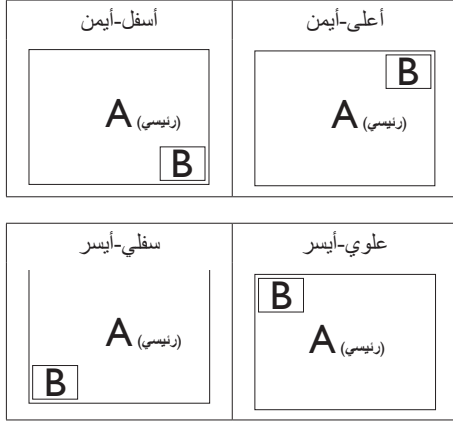 أعلى-أيمن
أسفل-أيمن
B
A (رئيسي)
A (رئيسي)
B
علوي-أيسر
سفلي-أيسر
B
A (رئيسي)
A (رئيسي)
B